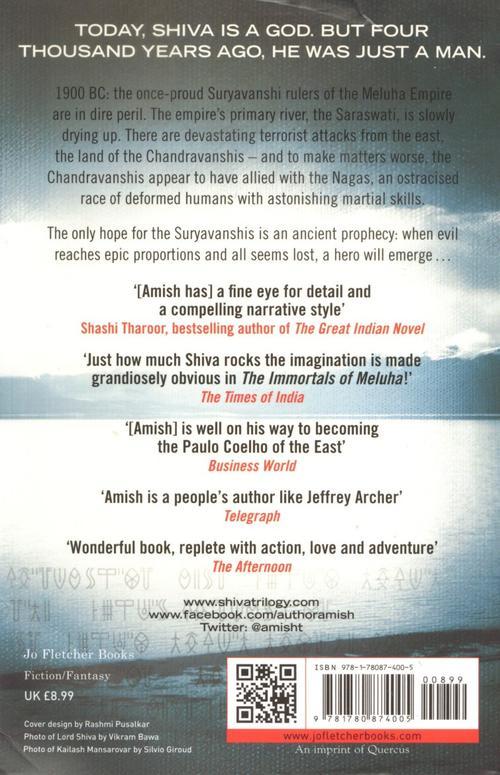 TODAY, SHIVA IS A GOD. BUT FOUR
THOUSAND YEARS AGO, HE WAS JUST A MAN.
1900 BC: the once-proud Suryavanshi rulers of the Meluha Empire
are in dire peril. The empire's primary river, the Saraswati, is slowly
drying up. There are devastating terrorist attacks from the east,
the land of the Chandravanshis – and to make matters worse, the
Chandravanshis appear to have allied with the Nagas, an ostracised
race of deformed humans with astonishing martial skills.
The only hope for the Suryavanshis is an ancient prophecy: when evil
reaches epic proportions and all seems lost, a hero will emerge ...
'[Amish has] a fine eye for detail and
a compelling narrative style'
Shashi Tharoor, bestselling author of The Great Indian Novel
'Just how much Shiva rocks the imagination is made
grandiosely obvious in The Immortals of Meluha!'
The Times of India
'[Amish] is well on his way to becoming
the Paulo Coelho of the East'
Business World
'Amish is a people's author like Jeffrey Archer'
Telegraph
'Wonderful book, replete with action, love and adventure'
The Afternoon
www.shivatrilogy.com
www.facebook.com/authoramish
Twitter: @amisht
Jo Fletcher Books
Fiction/Fantasy
UK £8.99
Cover design by Rashmi Pusalkar
Photo of Lord Shiva by Vikram Bawa
Photo of Kailash Mansarovar by Silvio Giroud
ISBN 978-1-78087-400-5
00899
9 781780 874005
www.jofletcherbooks.com
An imprint of Quercus